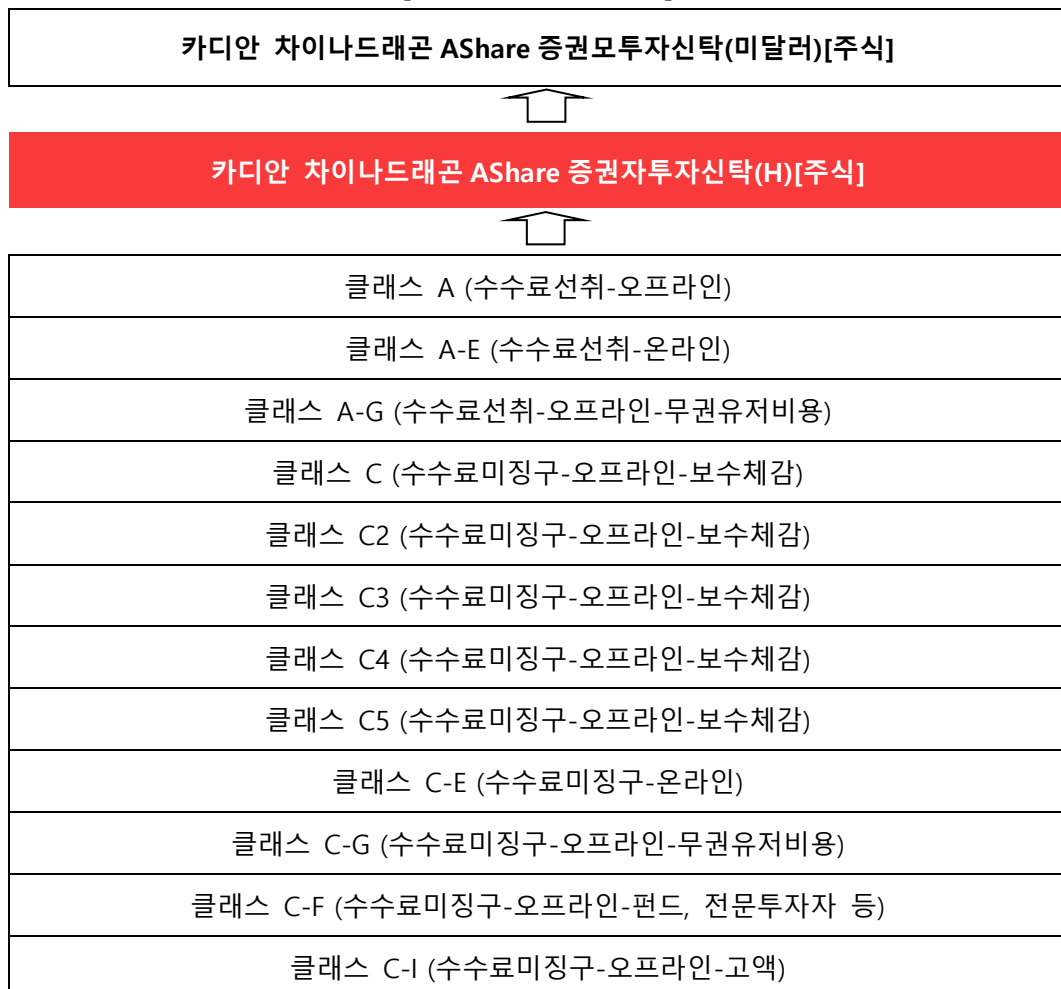 카디안 차이나드래곤 AShare 증권모투자신탁(미달러)[주식]
카디안 차이나드래곤 AShare 증권자투자신탁(H)[주식]
클래스 A (수수료선취-오프라인)
클래스 A-E (수수료선취-온라인)
클래스 A-G (수수료선취-오프라인-무권유저비용)
클래스 C (수수료미징구-오프라인-보수체감)
클래스 C2 (수수료미징구-오프라인-보수체감)
클래스 C3 (수수료미징구-오프라인-보수체감)
클래스 C4 (수수료미징구-오프라인-보수체감)
클래스 C5 (수수료미징구-오프라인-보수체감)
클래스 C-E (수수료미징구-온라인)
클래스 C-G (수수료미징구-오프라인-무권유저비용)
클래스 C-F (수수료미징구-오프라인-펀드, 전문투자자 등)
클래스 C-I (수수료미징구-오프라인-고액)